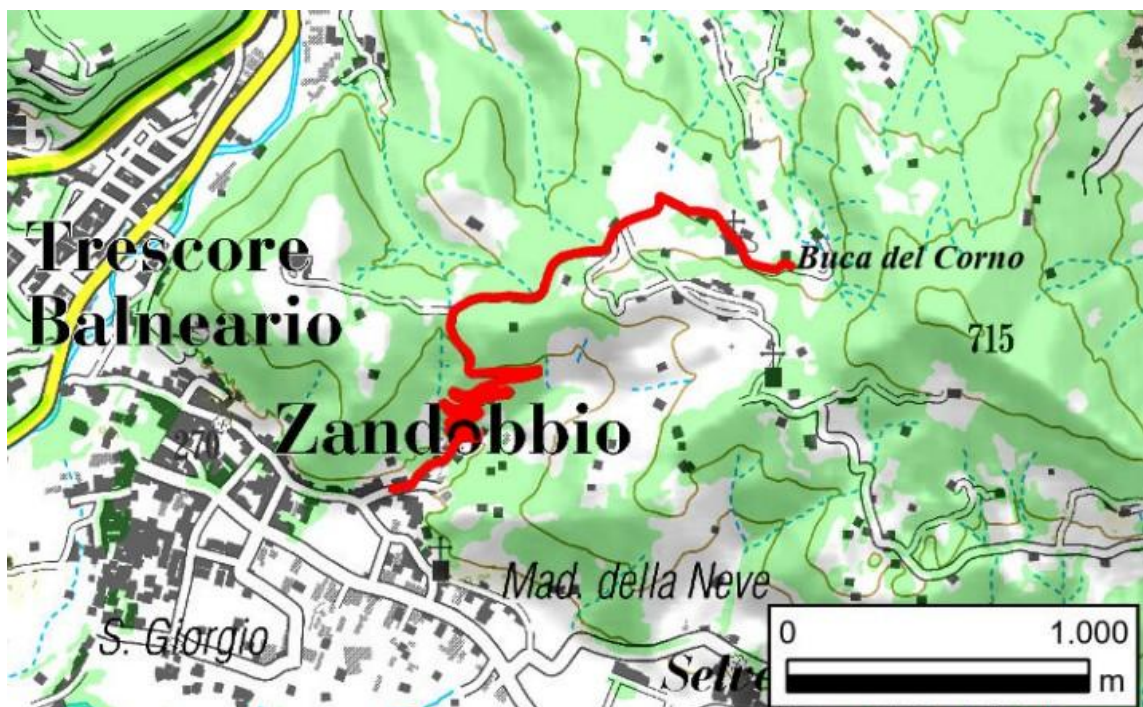 Trescore
Balneario
Buca del Corno
715
Zandobbio
270
Mad. della Neve
S. Giorgio
0 1.000
m